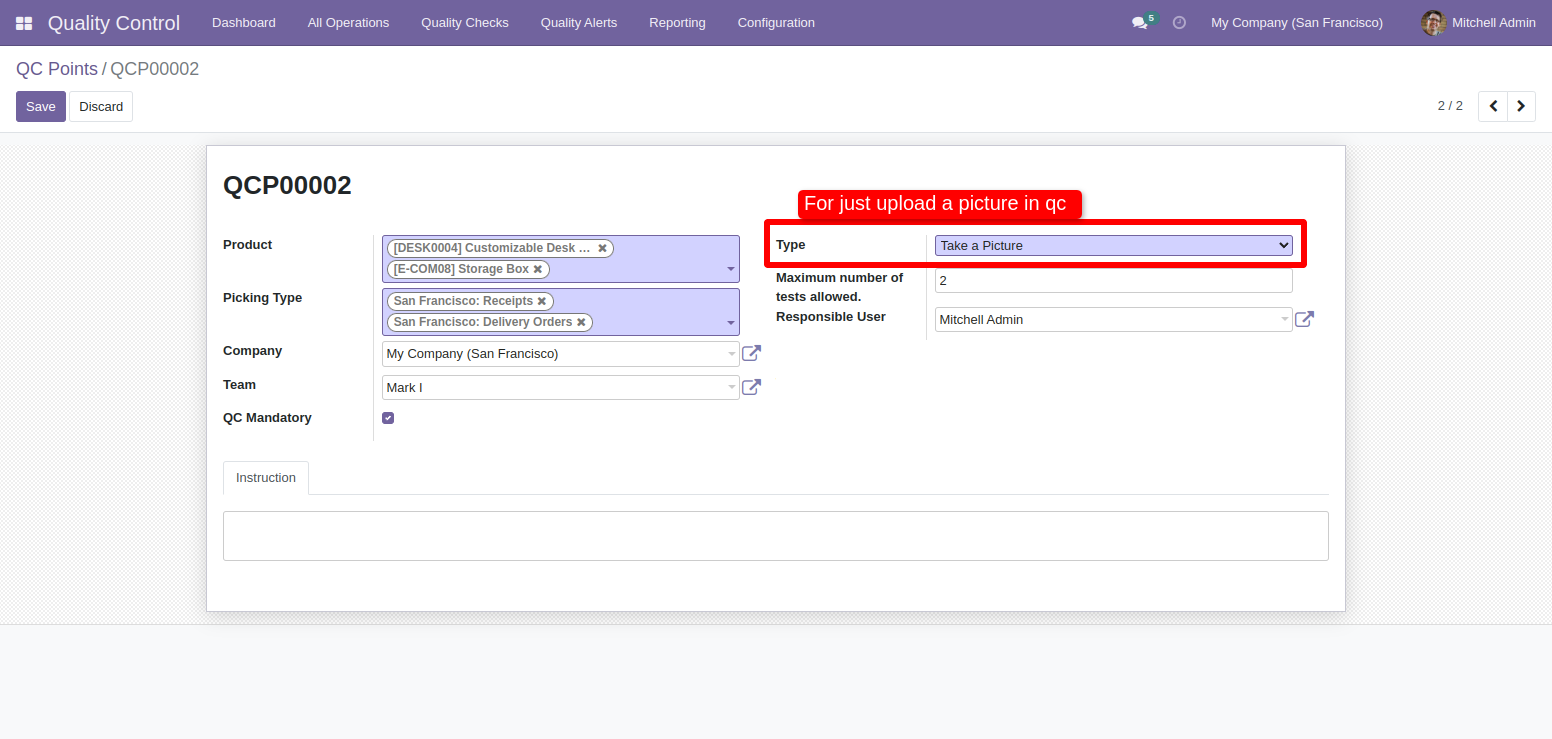 Quality Control Dashboard All Operations Quality Checks Quality Alerts Reporting Configuration 5 My Company (San Francisco) Mitchell Admin
QC Points / QCP00002
Save Discard 2 / 2
QCP00002
For just upload a picture in qc
Product [DESK0004] Customizable Desk ... ✖
[E-COM08] Storage Box ✖
Picking Type San Francisco: Receipts ✖
San Francisco: Delivery Orders ✖
Company My Company (San Francisco)
Team Mark I
QC Mandatory
Type Take a Picture
Maximum number of
tests allowed. 2
Responsible User Mitchell Admin
Instruction